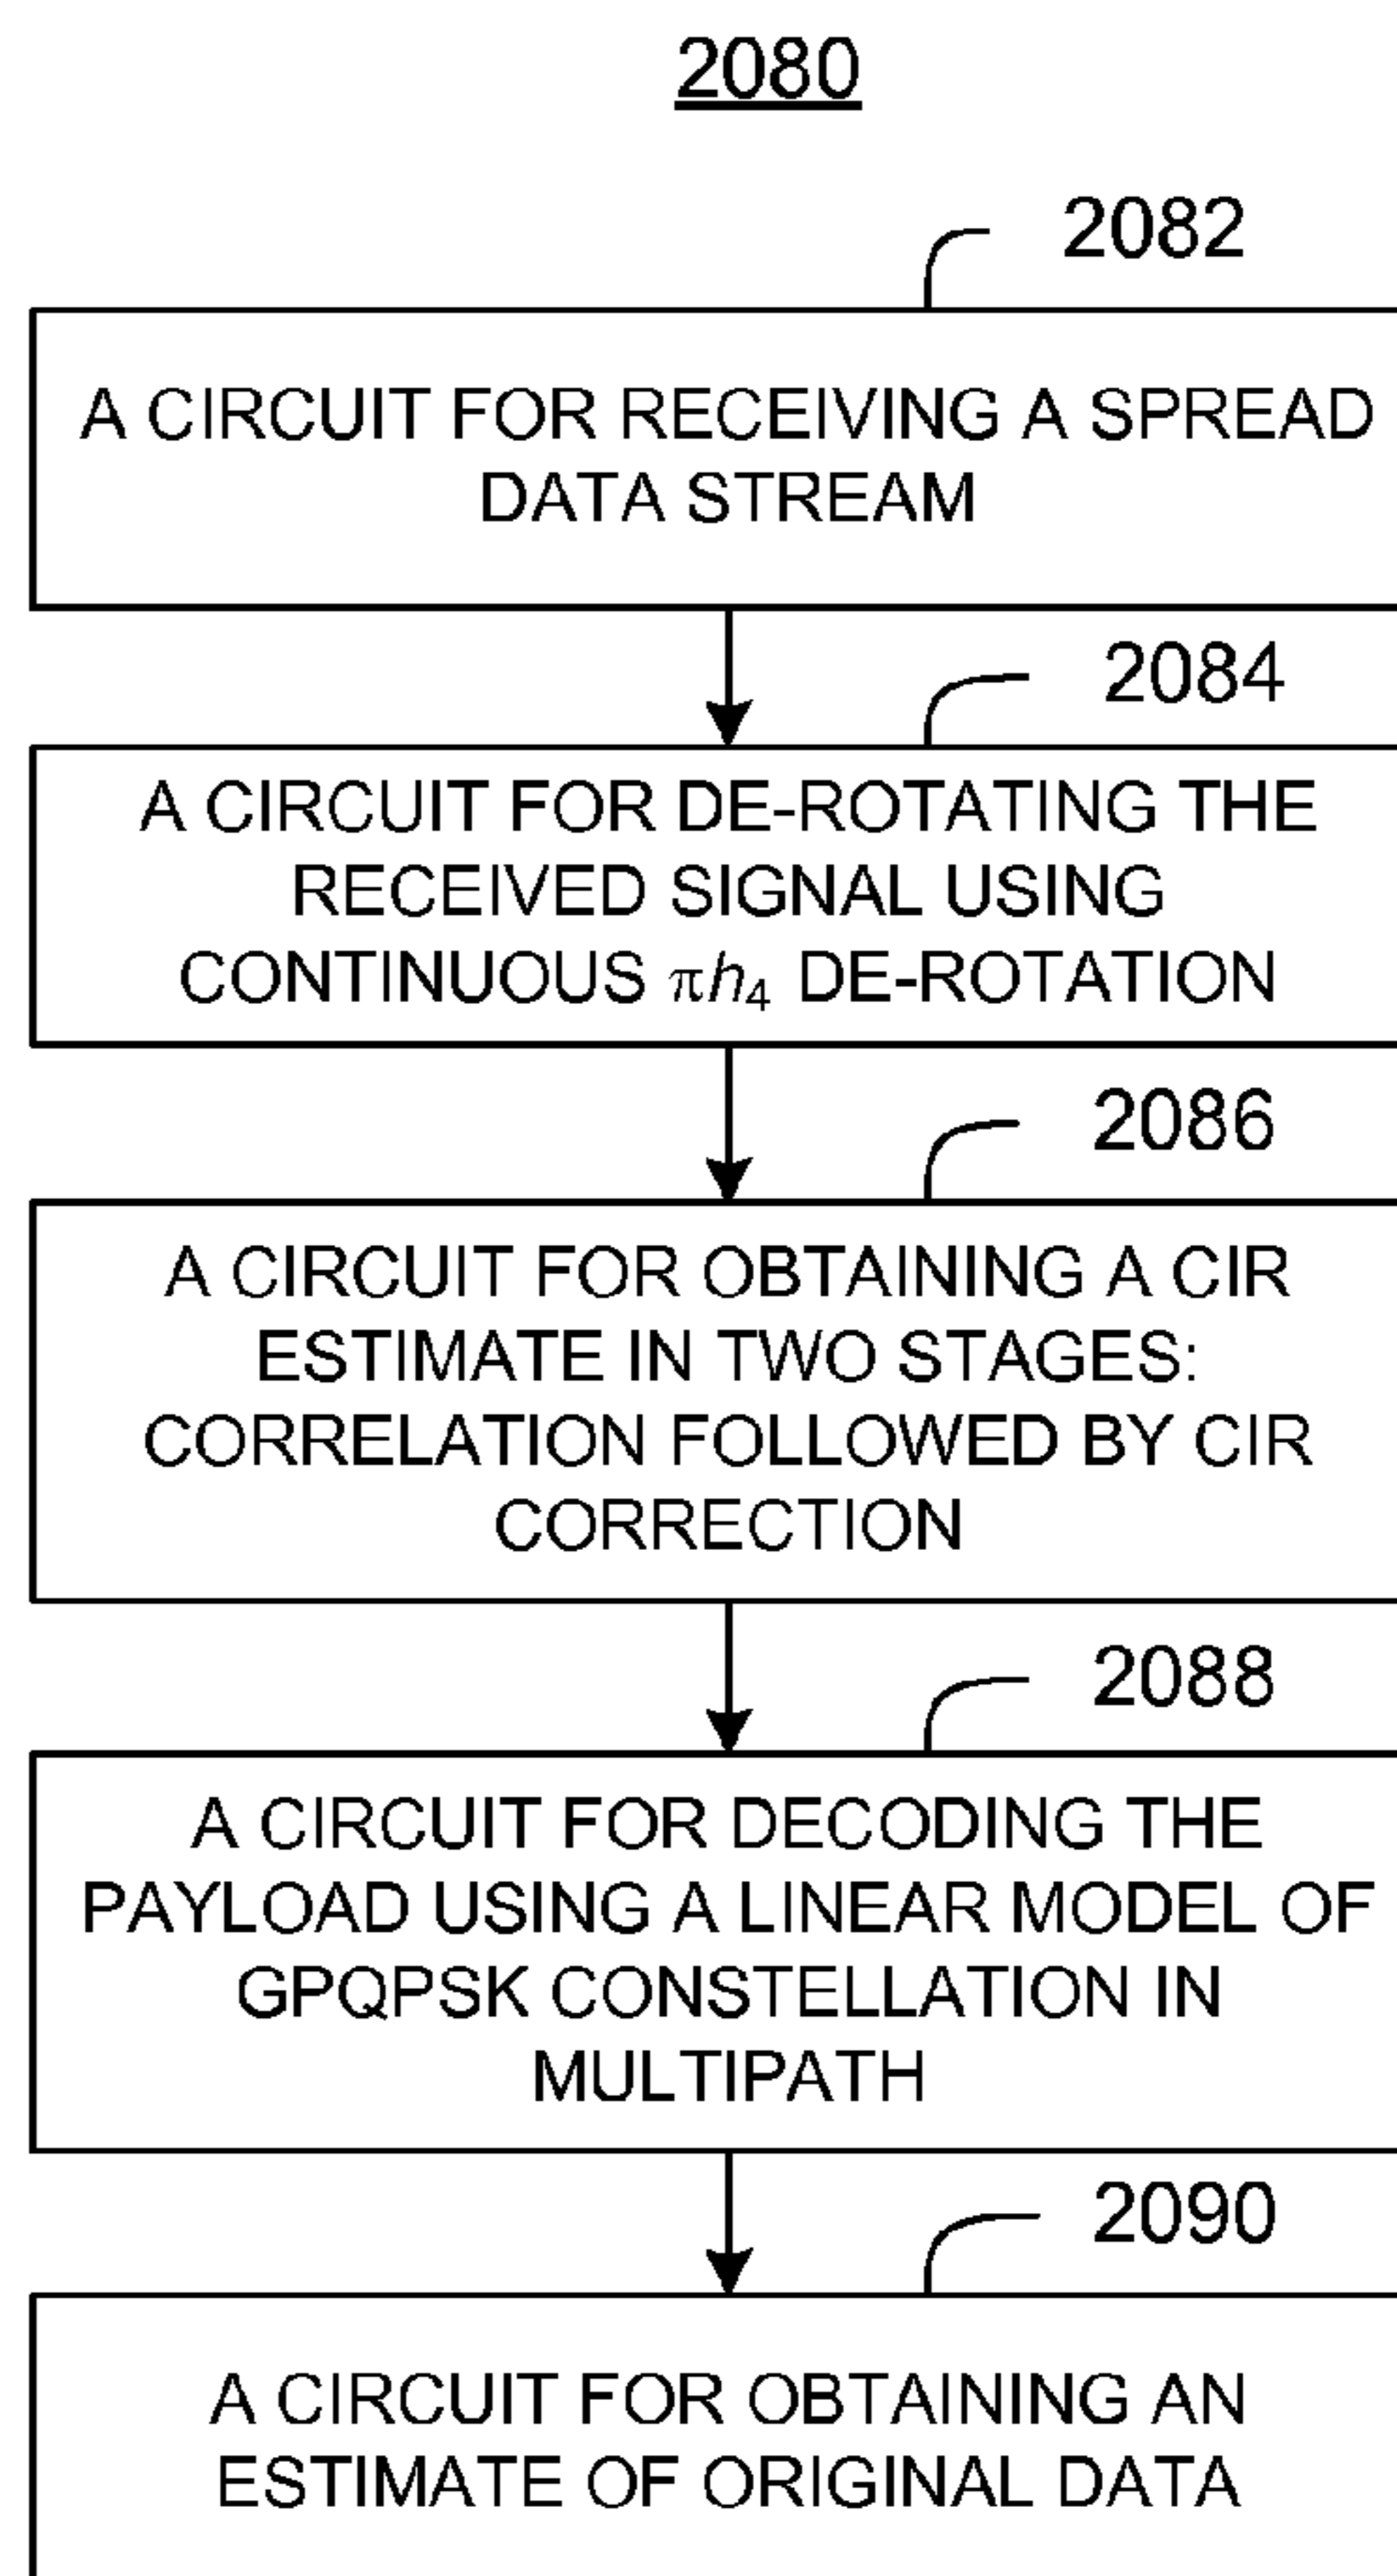 2080
2082
A CIRCUIT FOR RECEIVING A SPREAD
DATA STREAM
2084
A CIRCUIT FOR DE-ROTATING THE
RECEIVED SIGNAL USING
CONTINUOUS πh₄ DE-ROTATION
2086
A CIRCUIT FOR OBTAINING A CIR
ESTIMATE IN TWO STAGES:
CORRELATION FOLLOWED BY CIR
CORRECTION
2088
A CIRCUIT FOR DECODING THE
PAYLOAD USING A LINEAR MODEL OF
GPQPSK CONSTELLATION IN
MULTIPATH
2090
A CIRCUIT FOR OBTAINING AN
ESTIMATE OF ORIGINAL DATA